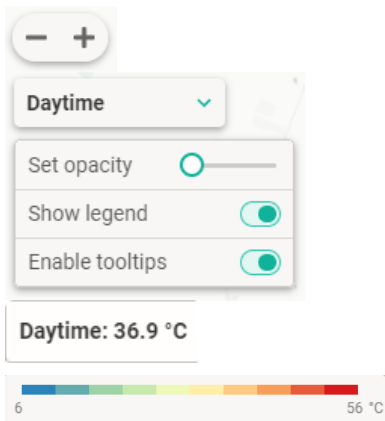 Daytime
Set opacity
Show legend
Enable tooltips
Daytime: 36.9 °C
6 56 °C